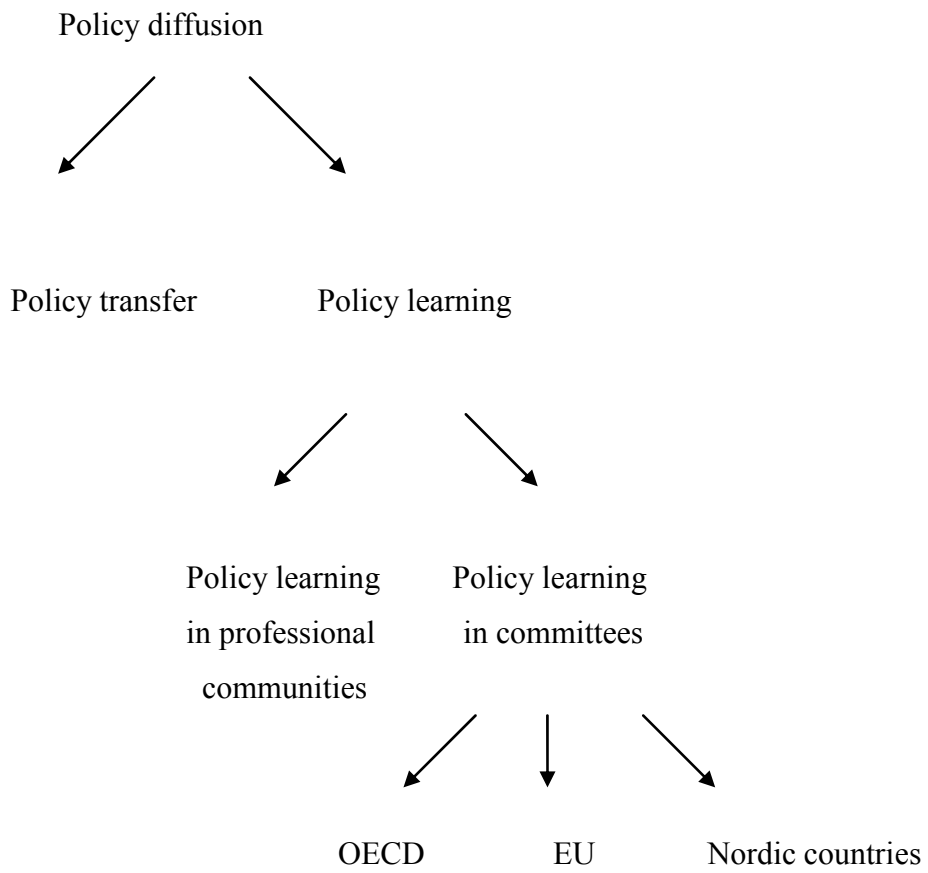 Policy diffusion
Policy transfer
Policy learning
Policy learning
in professional
communities
Policy learning
in committees
OECD
EU
Nordic countries